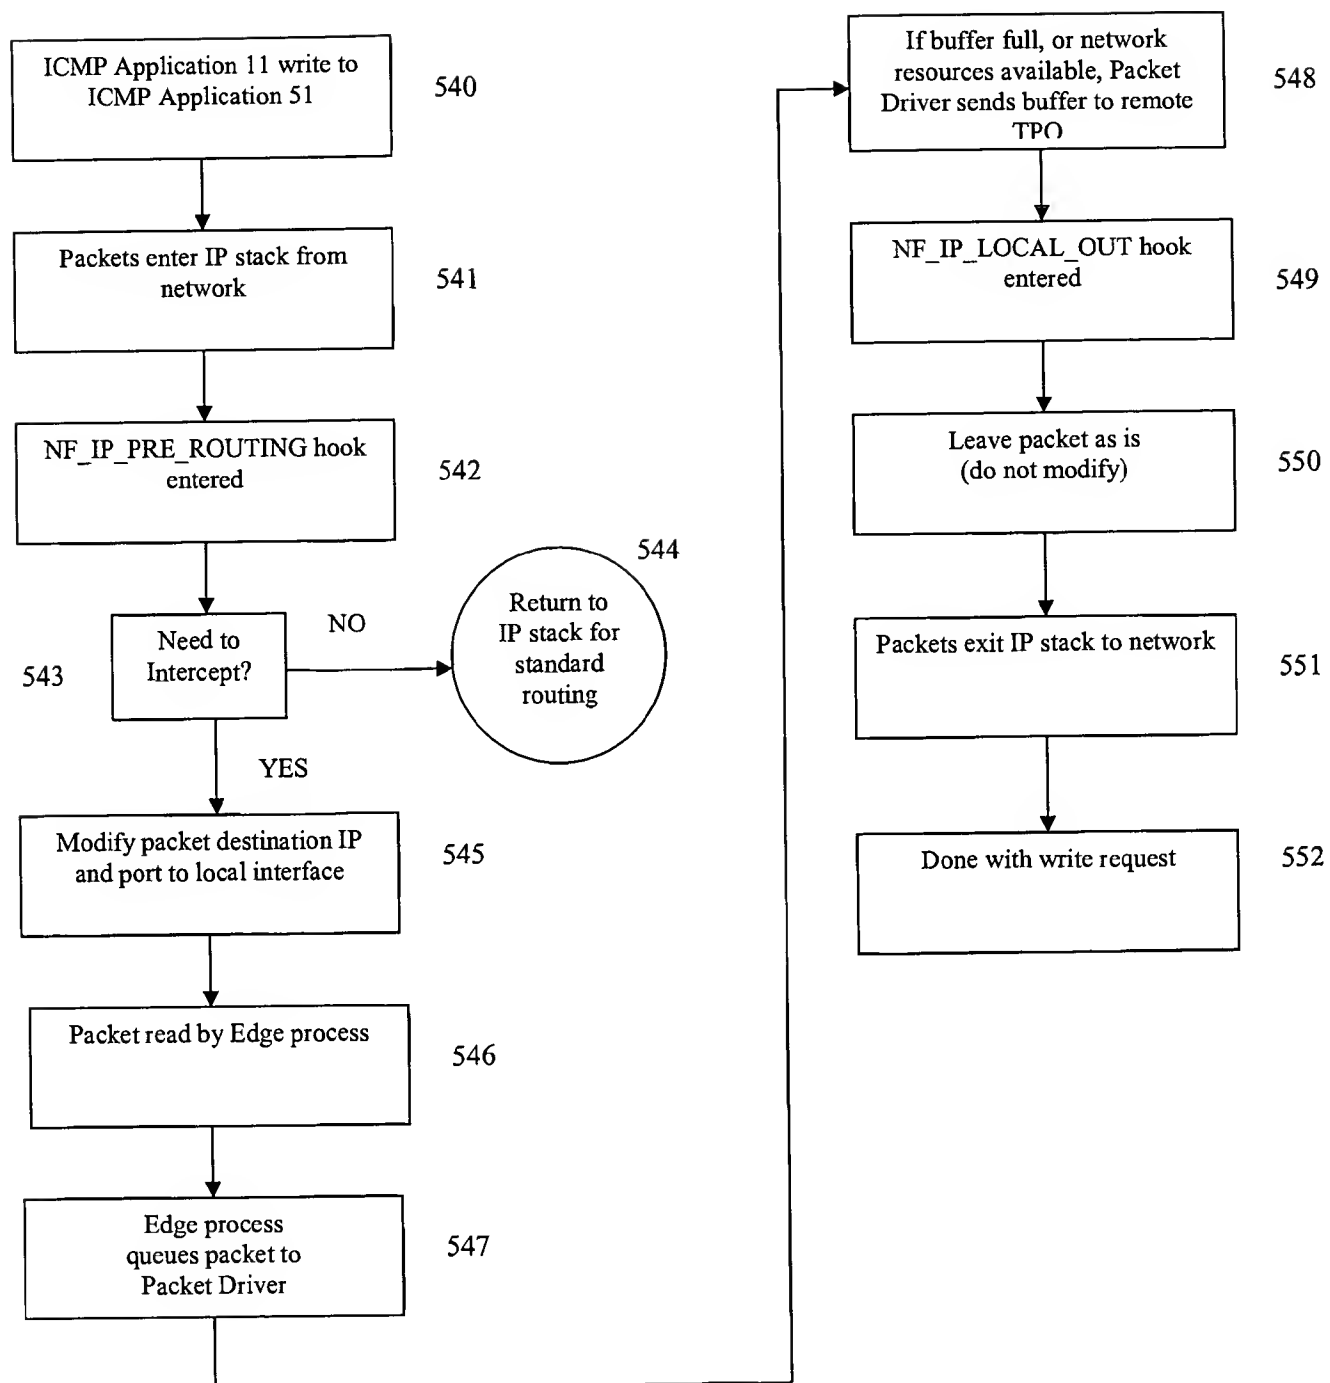 ICMP Application 11 write to
ICMP Application 51
540
Packets enter IP stack from
network
541
NF_IP_PRE_ROUTING hook
entered
542
Need to
Intercept?
543
NO
544
Return to
IP stack for
standard
routing
YES
Modify packet destination IP
and port to local interface
545
Packet read by Edge process
546
Edge process
queues packet to
Packet Driver
547
If buffer full, or network
resources available, Packet
Driver sends buffer to remote
TPO
548
NF_IP_LOCAL_OUT hook
entered
549
Leave packet as is
(do not modify)
550
Packets exit IP stack to network
551
Done with write request
552